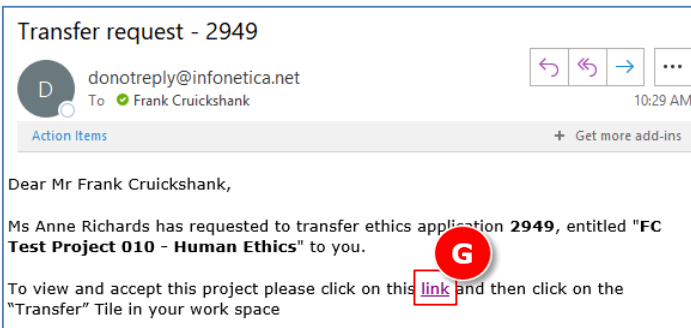 Transfer request - 2949
D
donotreply@infonetica.net
To Frank Cruickshank
10:29 AM
Action Items
+ Get more add-ins
Dear Mr Frank Cruickshank,
Ms Anne Richards has requested to transfer ethics application 2949, entitled "FC
Test Project 010 - Human Ethics" to you.
G
To view and accept this project please click on this link and then click on the
“Transfer” Tile in your work space